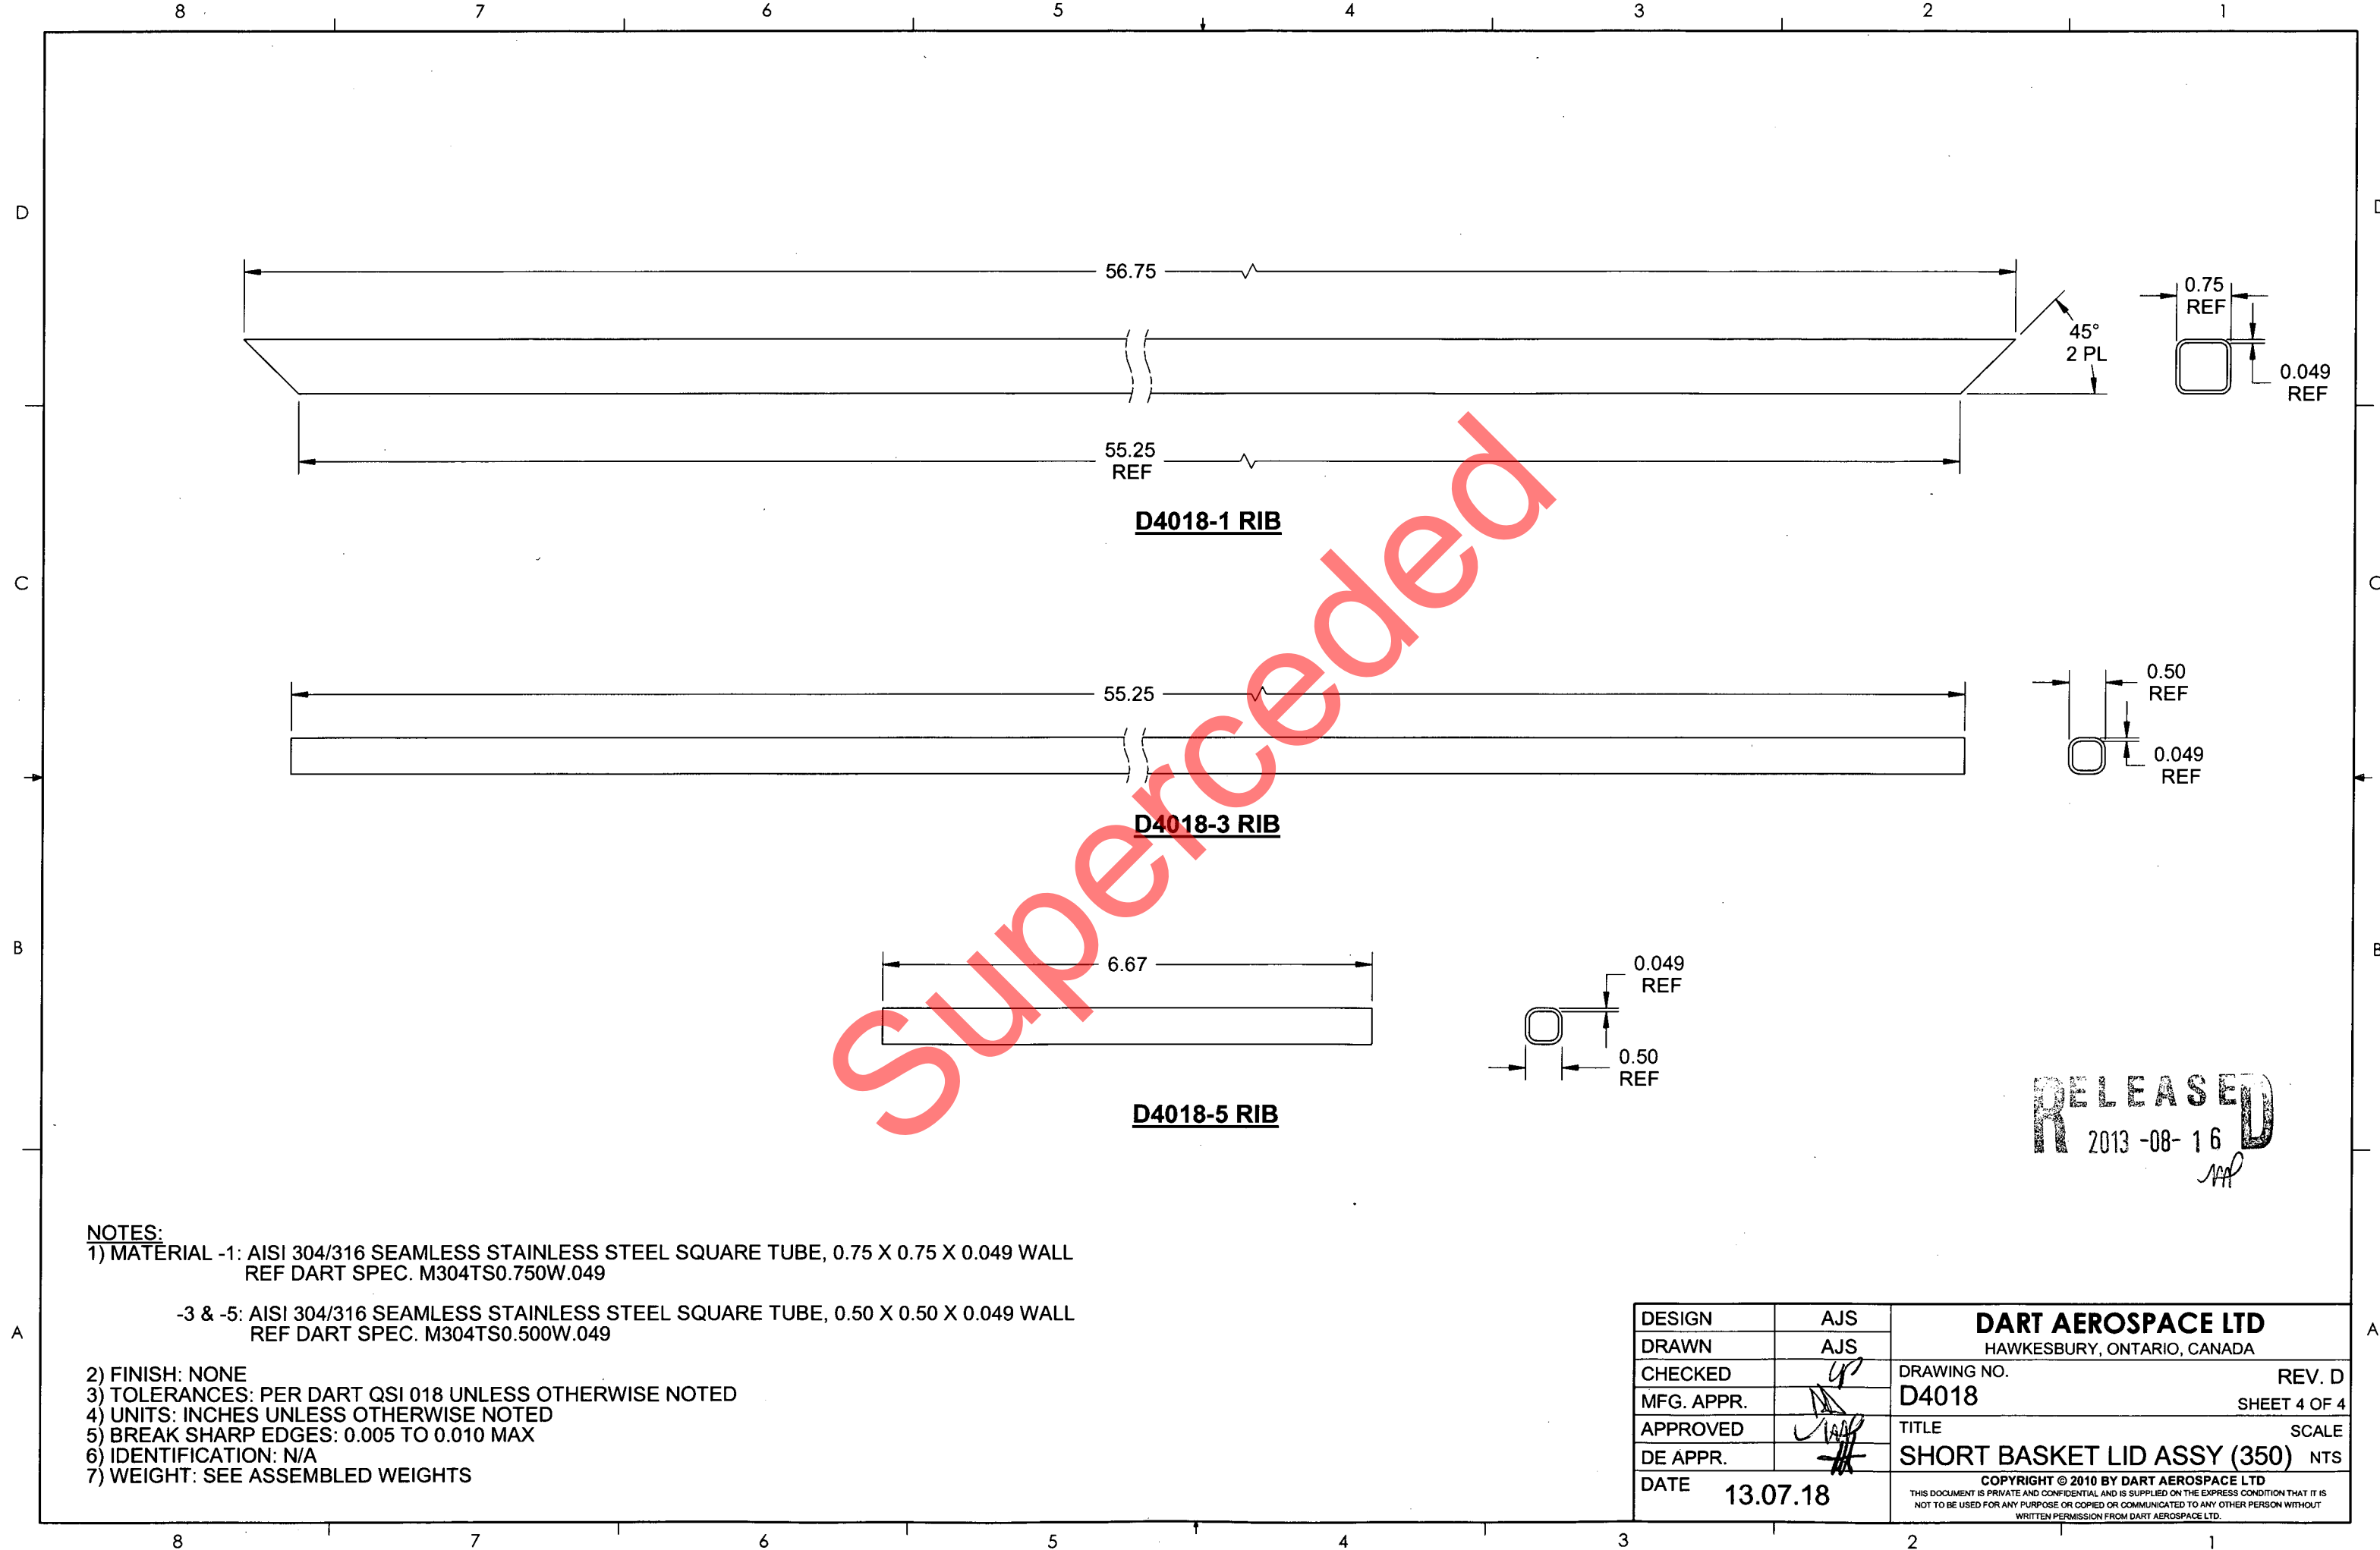 8 7 6 5 4 3 2 1
D
56.75
45°
2 PL
0.75
REF
0.049
REF
55.25
REF
D4018-1 RIB
C
C
55.25
0.50
REF
0.049
REF
D4018-3 RIB
Superceded
B
6.67
0.049
REF
0.50
REF
D4018-5 RIB
RELEASED
2013 -08- 16
NOTES:
1) MATERIAL -1: AISI 304/316 SEAMLESS STAINLESS STEEL SQUARE TUBE, 0.75 X 0.75 X 0.049 WALL
REF DART SPEC. M304TS0.750W.049
-3 & -5: AISI 304/316 SEAMLESS STAINLESS STEEL SQUARE TUBE, 0.50 X 0.50 X 0.049 WALL
REF DART SPEC. M304TS0.500W.049
2) FINISH: NONE
3) TOLERANCES: PER DART QSI 018 UNLESS OTHERWISE NOTED
4) UNITS: INCHES UNLESS OTHERWISE NOTED
5) BREAK SHARP EDGES: 0.005 TO 0.010 MAX
6) IDENTIFICATION: N/A
7) WEIGHT: SEE ASSEMBLED WEIGHTS
A
A
DESIGN AJS
DRAWN AJS
CHECKED
MFG. APPR.
APPROVED
DE APPR.
DATE 13.07.18
DART AEROSPACE LTD
HAWKESBURY, ONTARIO, CANADA
DRAWING NO. REV. D
D4018 SHEET 4 OF 4
TITLE SCALE
SHORT BASKET LID ASSY (350) NTS
COPYRIGHT © 2010 BY DART AEROSPACE LTD
THIS DOCUMENT IS PRIVATE AND CONFIDENTIAL AND IS SUPPLIED ON THE EXPRESS CONDITION THAT IT IS
NOT TO BE USED FOR ANY PURPOSE OR COPIED OR COMMUNICATED TO ANY OTHER PERSON WITHOUT
WRITTEN PERMISSION FROM DART AEROSPACE LTD.
8 7 6 5 4 3 2 1